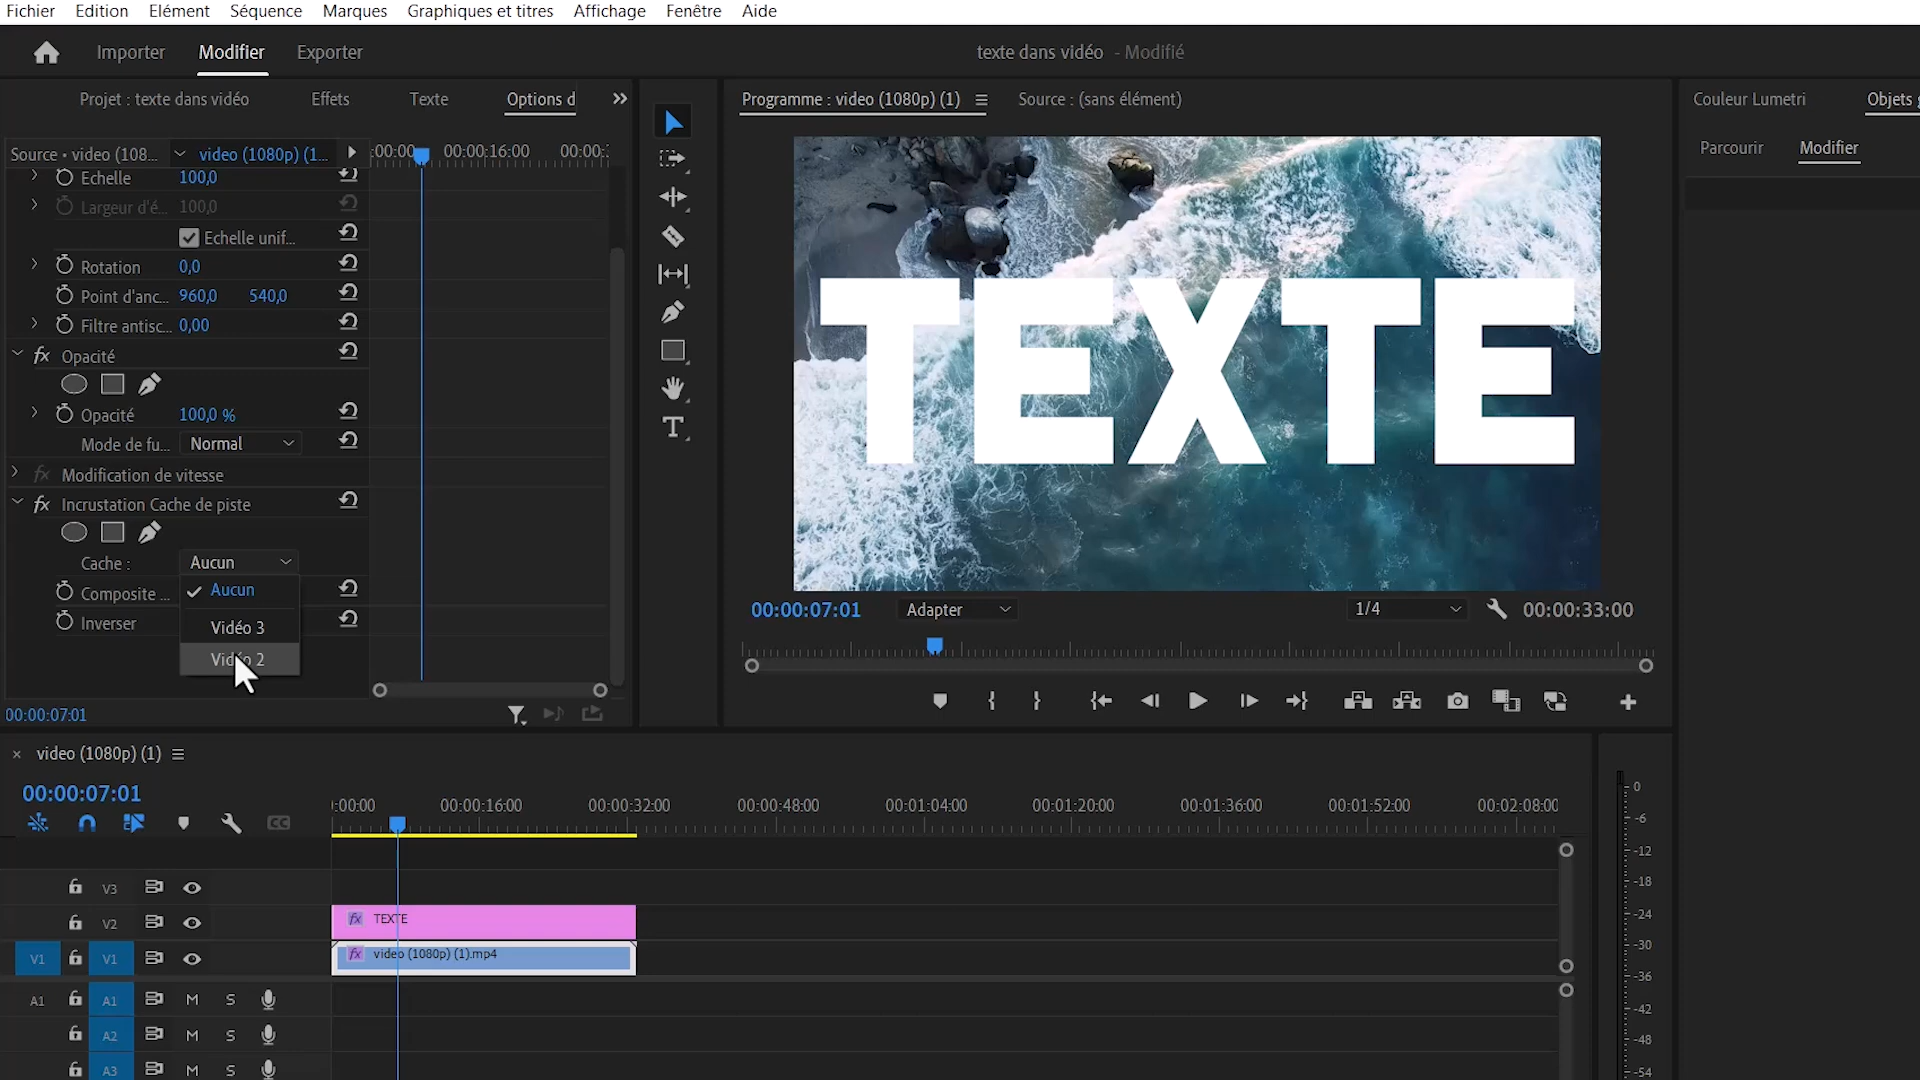 Fichier Edition Elément Séquence Marques Graphiques et titres Affichage Fenêtre Aide
Importer Modifier Exporter
texte dans vidéo - Modifié
Projet : texte dans vidéo Effets Texte Options d
Programme : video (1080p) (1) Source : (sans élément)
Couleur Lumetri Objets g
Parcourir Modifier
Source • video (108... video (1080p) (1...
:00:00 00:00:16:00 00:00:
Echelle 100,0
Largeur d'é... 100,0
Echelle unif...
Rotation 0,0
Point d'anc... 960,0 540,0
Filtre antisc... 0,00
fx Opacité
Opacité 100,0 %
Mode de fu... Normal
fx Modification de vitesse
fx Incrustation Cache de piste
Cache : Aucun
Aucun
Composite ...
Vidéo 3
Inverser
Vidéo 2
00:00:07:01
TEXTE
00:00:07:01 Adapter 1/4 00:00:33:00
× video (1080p) (1)
00:00:07:01
:00:00 00:00:16:00 00:00:32:00 00:00:48:00 00:01:04:00 00:01:20:00 00:01:36:00 00:01:52:00 00:02:08:00
CC
V3
V2
fx TEXTE
V1 V1
fx video (1080p) (1).mp4
A1 A1 M S
A2 M S
A3 M S
0
-6
-12
-18
-24
-30
-36
-42
-48
-54